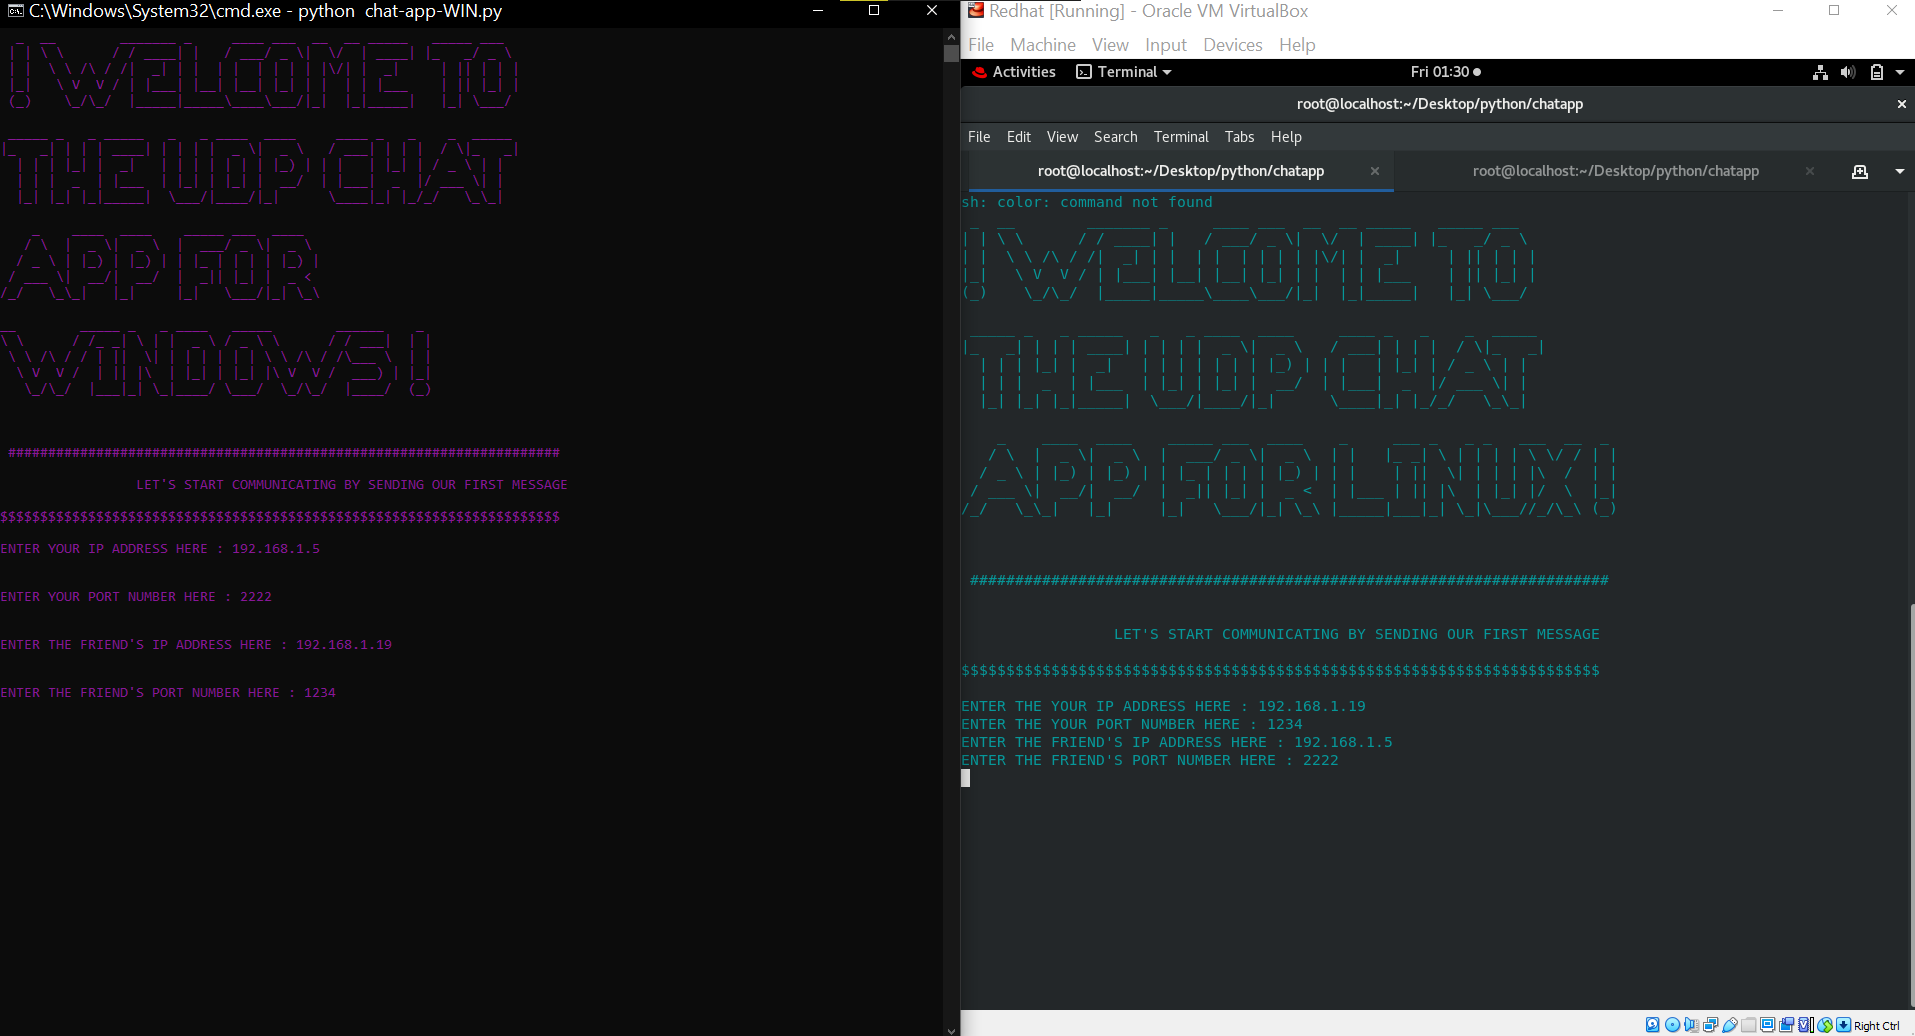 C:\Windows\System32\cmd.exe - python  chat-app-WIN.py
! WELCOME TO
THE UDP CHAT
APP FOR
WINDOWS !
#####################################################################
LET'S START COMMUNICATING BY SENDING OUR FIRST MESSAGE
$$$$$$$$$$$$$$$$$$$$$$$$$$$$$$$$$$$$$$$$$$$$$$$$$$$$$$$$$$$$$$$$$$$$$$
ENTER YOUR IP ADDRESS HERE : 192.168.1.5
ENTER YOUR PORT NUMBER HERE : 2222
ENTER THE FRIEND'S IP ADDRESS HERE : 192.168.1.19
ENTER THE FRIEND'S PORT NUMBER HERE : 1234
Redhat [Running] - Oracle VM VirtualBox
File Machine View Input Devices Help
Activities Terminal Fri 01:30
root@localhost:~/Desktop/python/chatapp
File Edit View Search Terminal Tabs Help
root@localhost:~/Desktop/python/chatapp root@localhost:~/Desktop/python/chatapp
sh: color: command not found
! WELCOME TO
THE UDP CHAT
APP FOR LINUX !
#######################################################################
LET'S START COMMUNICATING BY SENDING OUR FIRST MESSAGE
$$$$$$$$$$$$$$$$$$$$$$$$$$$$$$$$$$$$$$$$$$$$$$$$$$$$$$$$$$$$$$$$$$$$$$$
ENTER THE YOUR IP ADDRESS HERE : 192.168.1.19
ENTER THE YOUR PORT NUMBER HERE : 1234
ENTER THE FRIEND'S IP ADDRESS HERE : 192.168.1.5
ENTER THE FRIEND'S PORT NUMBER HERE : 2222
Right Ctrl